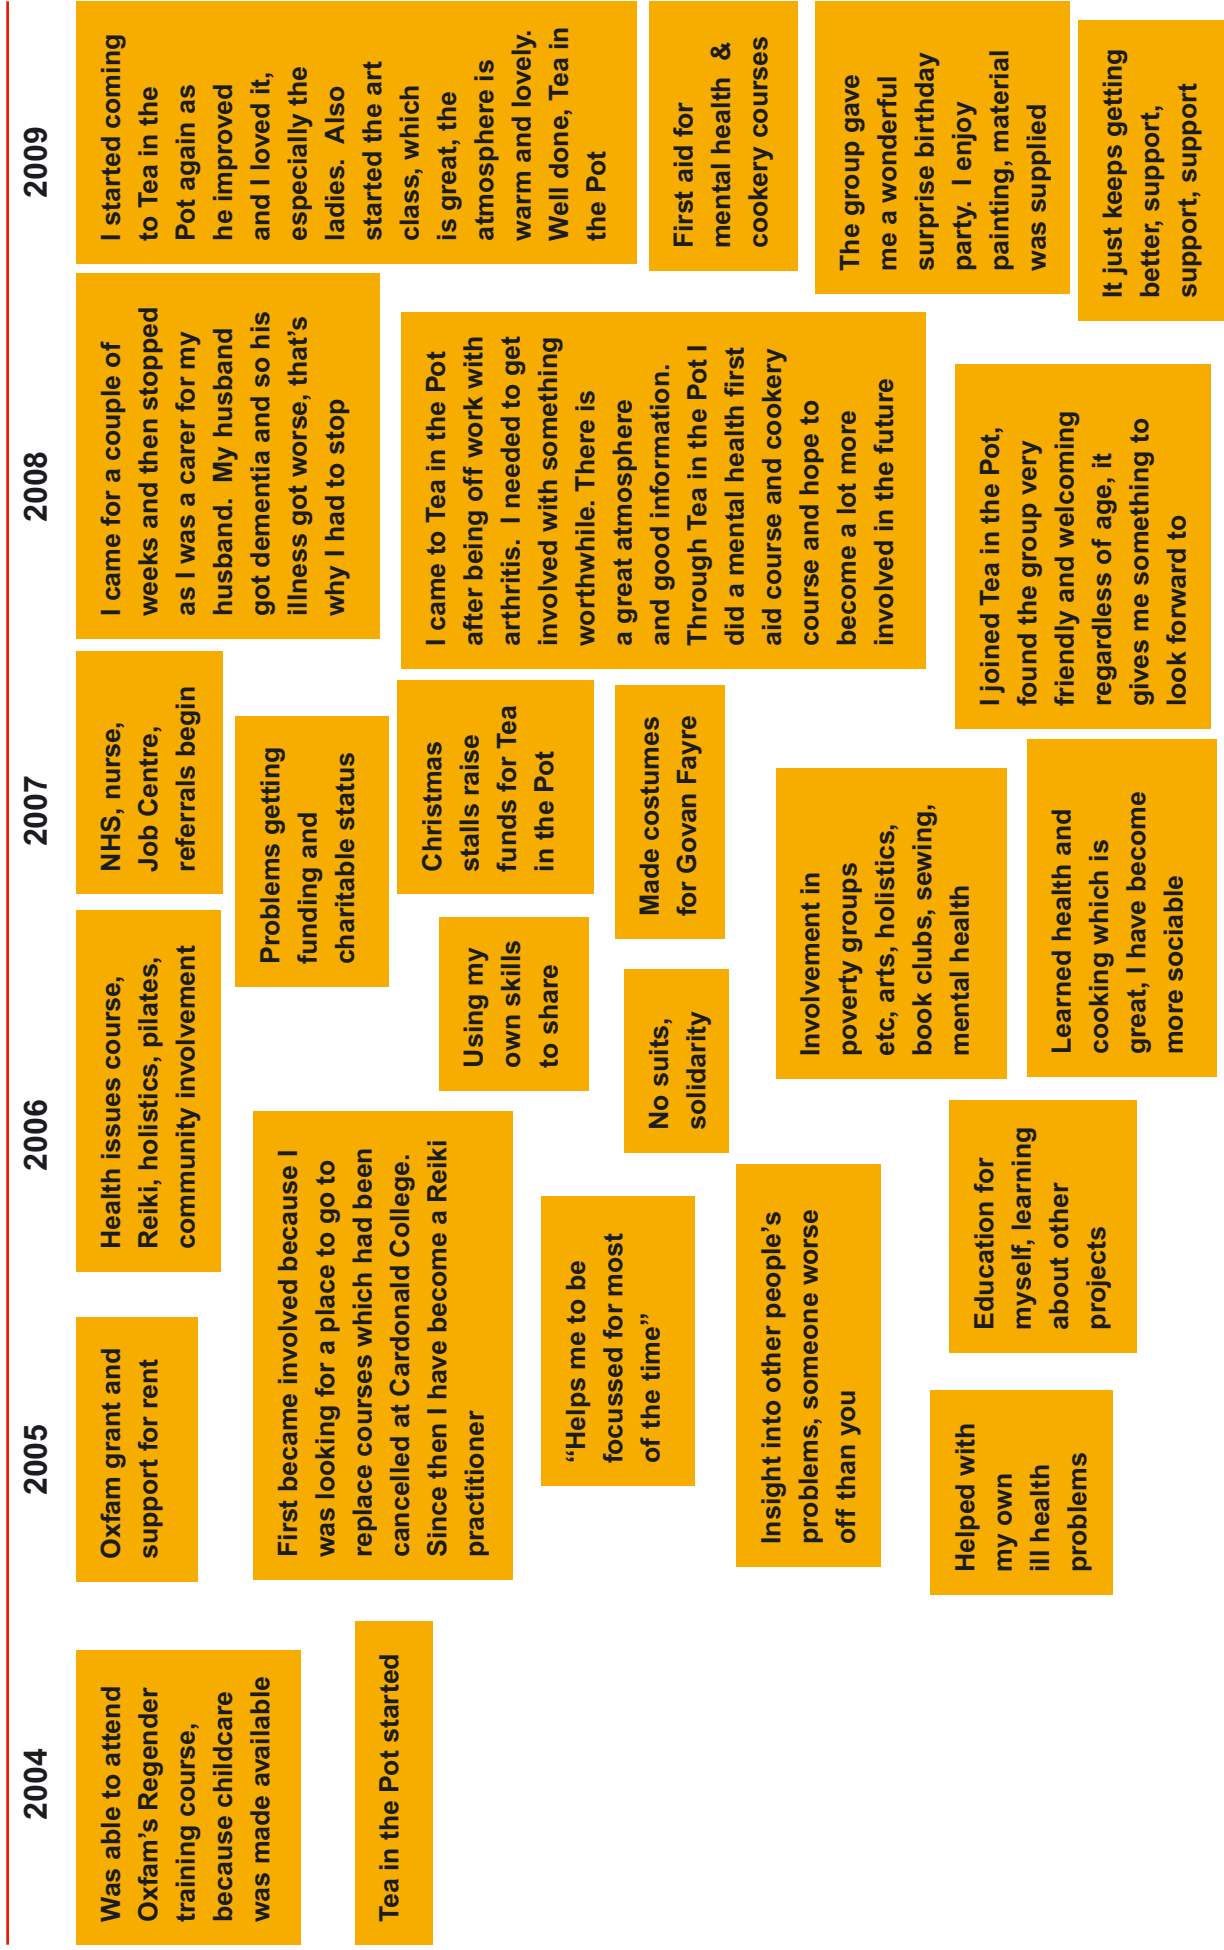 2004
2005
2006
2007
2008
2009
Was able to attend
Oxfam’s Regender
training course,
because childcare
was made available
Tea in the Pot started
Oxfam grant and
support for rent
First became involved because I
was looking for a place to go to
replace courses which had been
cancelled at Cardonald College.
Since then I have become a Reiki
practitioner
“Helps me to be
focussed for most
of the time”
Insight into other people’s
problems, someone worse
off than you
Helped with
my own
ill health
problems
Health issues course,
Reiki, holistics, pilates,
community involvement
Using my
own skills
to share
No suits,
solidarity
Education for
myself, learning
about other
projects
NHS, nurse,
Job Centre,
referrals begin
Problems getting
funding and
charitable status
Christmas
stalls raise
funds for Tea
in the Pot
Made costumes
for Govan Fayre
Involvement in
poverty groups
etc, arts, holistics,
book clubs, sewing,
mental health
Learned health and
cooking which is
great, I have become
more sociable
I came for a couple of
weeks and then stopped
as I was a carer for my
husband.  My husband
got dementia and so his
illness got worse, that’s
why I had to stop
I came to Tea in the Pot
after being off work with
arthritis.  I needed to get
involved with something
worthwhile. There is
a great atmosphere
and good information.
Through Tea in the Pot I
did a mental health first
aid course and cookery
course and hope to
become a lot more
involved in the future
I joined Tea in the Pot,
found the group very
friendly and welcoming
regardless of age, it
gives me something to
look forward to
I started coming
to Tea in the
Pot again as
he improved
and I loved it,
especially the
ladies.  Also
started the art
class, which
is great, the
atmosphere is
warm and lovely.
Well done, Tea in
the Pot
First aid for
mental health  &
cookery courses
The group gave
me a wonderful
surprise birthday
party.  I enjoy
painting, material
was supplied
It just keeps getting
better, support,
support, support